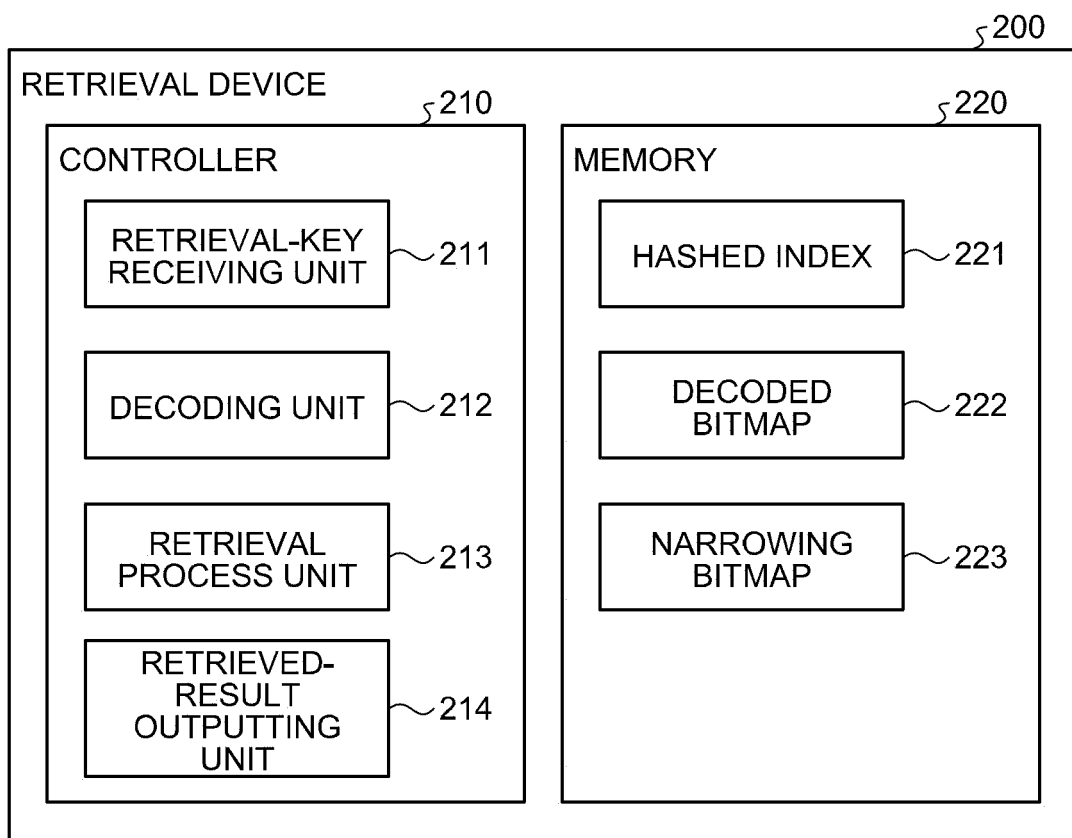 200
RETRIEVAL DEVICE
210
CONTROLLER
RETRIEVAL-KEY
RECEIVING UNIT
211
DECODING UNIT
212
RETRIEVAL
PROCESS UNIT
213
RETRIEVED-
RESULT
OUTPUTTING
UNIT
214
220
MEMORY
HASHED INDEX
221
DECODED
BITMAP
222
NARROWING
BITMAP
223